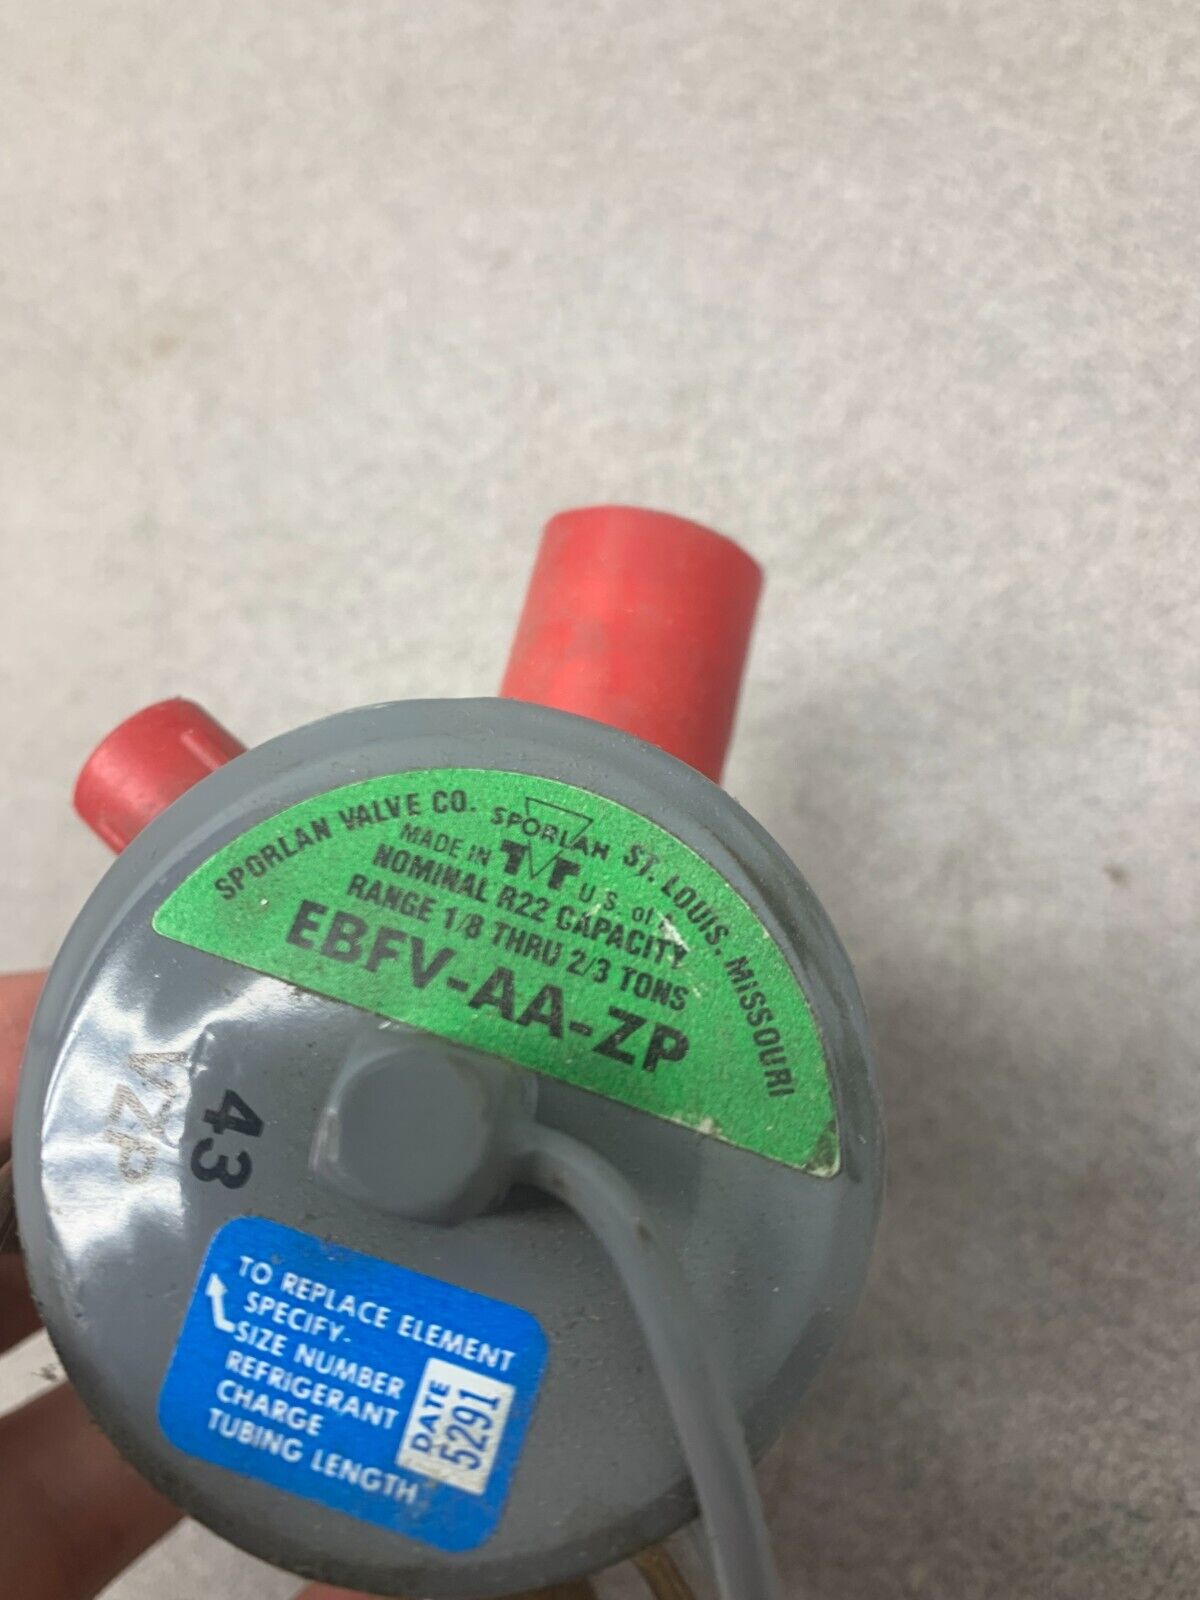 SPORLAN VALVE CO. ST. LOUIS, MISSOURI
SPORLAN
MADE IN TVF U.S. of
NOMINAL R22 CAPACITY
RANGE 1/8 THRU 2/3 TONS
EBFV-AA-ZP
43
VZP
TO REPLACE ELEMENT
SPECIFY-
SIZE NUMBER
REFRIGERANT
CHARGE
TUBING LENGTH
DATE
5291